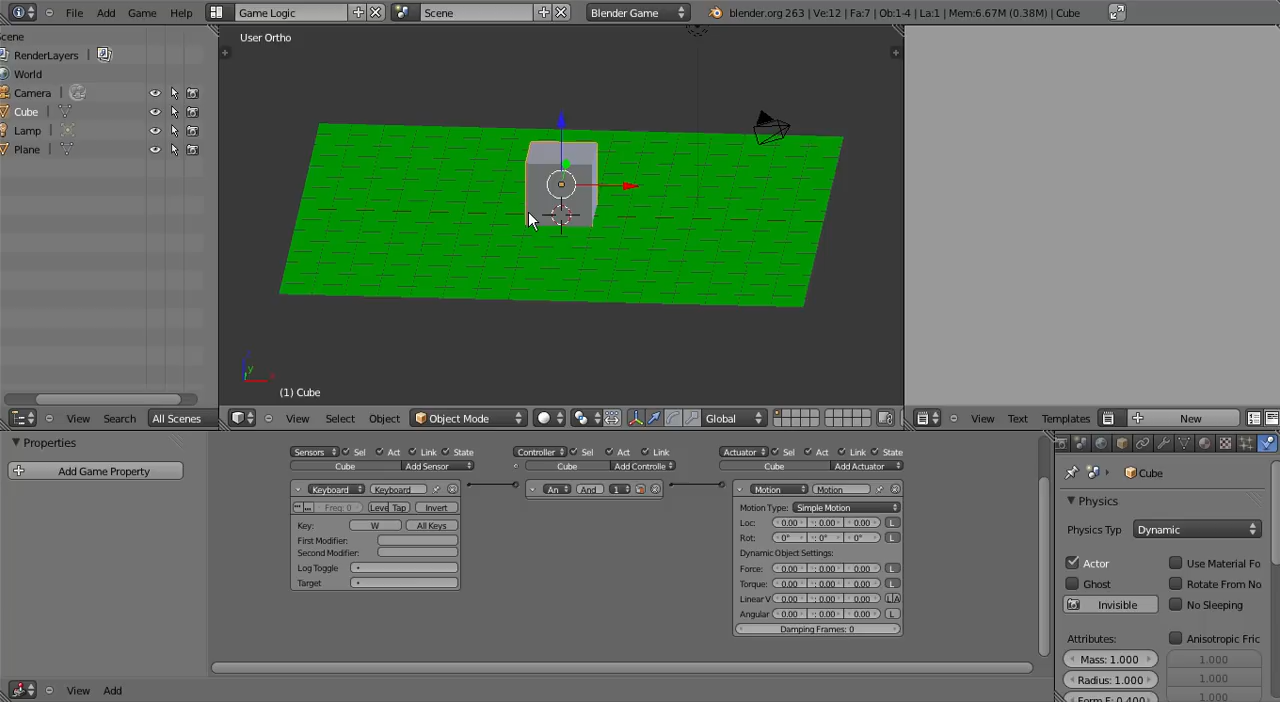 File Add Game Help Game Logic Scene Blender Game blender.org 263 | Ve:12 | Fa:7 | Ob:1-4 | La:1 | Mem:6.67M (0.38M) | Cube
cene
RenderLayers
World
Camera
Cube
Lamp
Plane
User Ortho
y
(1) Cube
View Search All Scenes
View Select Object Object Mode Global
View Text Templates New
Properties
Add Game Property
Sensors Sel Act Link State
Cube Add Sensor
Keyboard Keyboard
Freq: 0 Leve Tap Invert
Key: W All Keys
First Modifier:
Second Modifier:
Log Toggle
Target
Controller Sel Act Link
Cube Add Controlle
An And 1
Actuator Sel Act Link State
Cube Add Actuator
Motion Motion
Motion Type: Simple Motion
Loc: 0.00 : 0.00 0.00 L
Rot: 0° : 0° 0° L
Dynamic Object Settings:
Force: 0.00 : 0.00 0.00 L
Torque: 0.00 : 0.00 0.00 L
Linear V 0.00 : 0.00 0.00 L A
Angular 0.00 : 0.00 0.00 L
Damping Frames: 0
Cube
Physics
Physics Typ Dynamic
Actor Use Material Fo
Ghost Rotate From No
Invisible No Sleeping
Attributes: Anisotropic Fric
Mass: 1.000 1.000
Radius: 1.000 1.000
Form F: 0.400 1.000
View Add